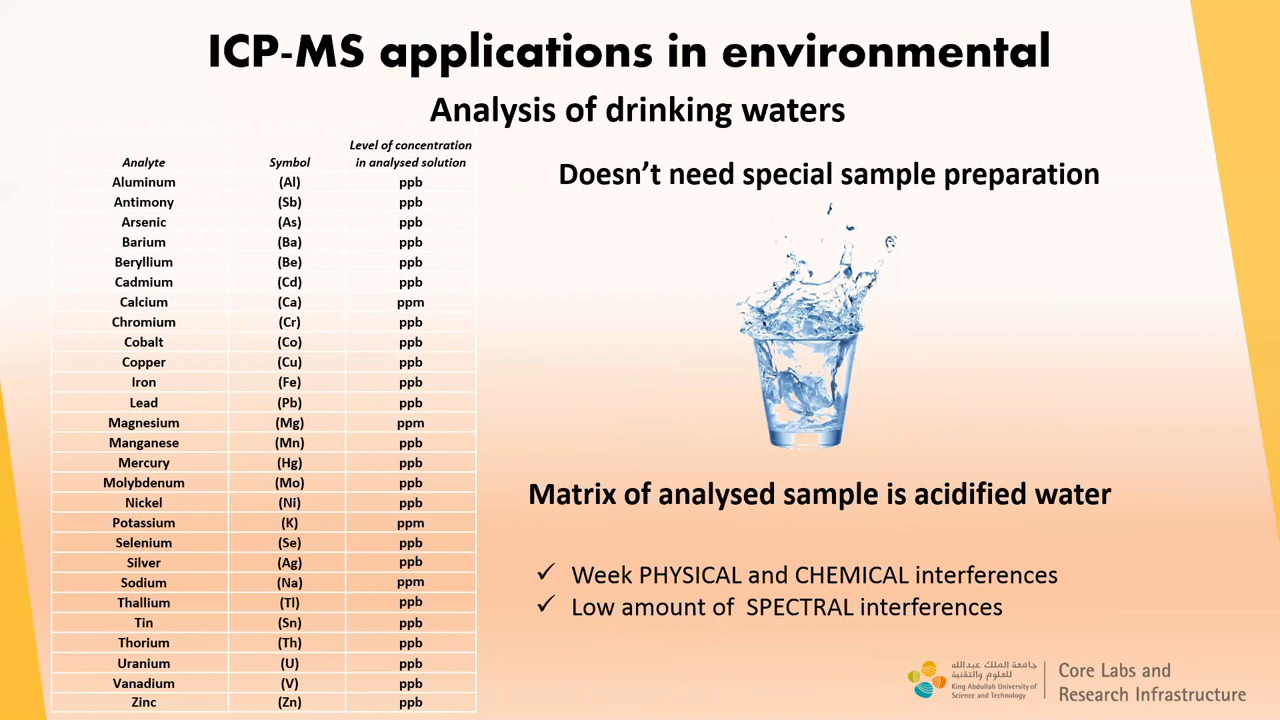 ICP-MS applications in environmental
Analysis of drinking waters
Analyte Symbol Level of concentration in analysed solution
Aluminum (Al) ppb
Antimony (Sb) ppb
Arsenic (As) ppb
Barium (Ba) ppb
Beryllium (Be) ppb
Cadmium (Cd) ppb
Calcium (Ca) ppm
Chromium (Cr) ppb
Cobalt (Co) ppb
Copper (Cu) ppb
Iron (Fe) ppb
Lead (Pb) ppb
Magnesium (Mg) ppm
Manganese (Mn) ppb
Mercury (Hg) ppb
Molybdenum (Mo) ppb
Nickel (Ni) ppb
Potassium (K) ppm
Selenium (Se) ppb
Silver (Ag) ppb
Sodium (Na) ppm
Thallium (Tl) ppb
Tin (Sn) ppb
Thorium (Th) ppb
Uranium (U) ppb
Vanadium (V) ppb
Zinc (Zn) ppb
Doesn't need special sample preparation
Matrix of analysed sample is acidified water
✓ Week PHYSICAL and CHEMICAL interferences
✓ Low amount of SPECTRAL interferences
جامعة الملك عبدالله
للعلوم والتقنية
King Abdullah University of
Science and Technology
Core Labs and
Research Infrastructure